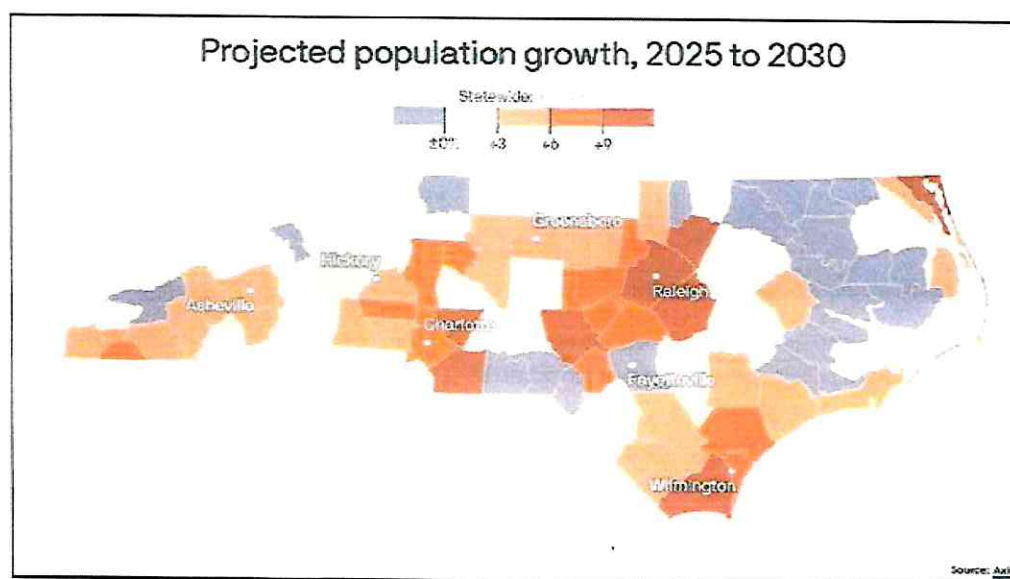 Projected population growth, 2025 to 2030
Statewide:
±0% +3 +6 +9
Greensboro
Hickory
Raleigh
Asheville
Charlotte
Fayetteville
Wilmington
Source: Axi